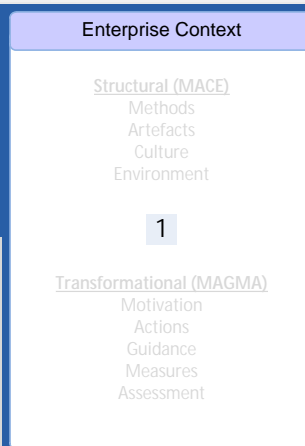 Enterprise Context
Structural (MACE)
Methods
Artefacts
Culture
Environment
1
Transformational (MAGMA)
Motivation
Actions
Guidance
Measures
Assessment